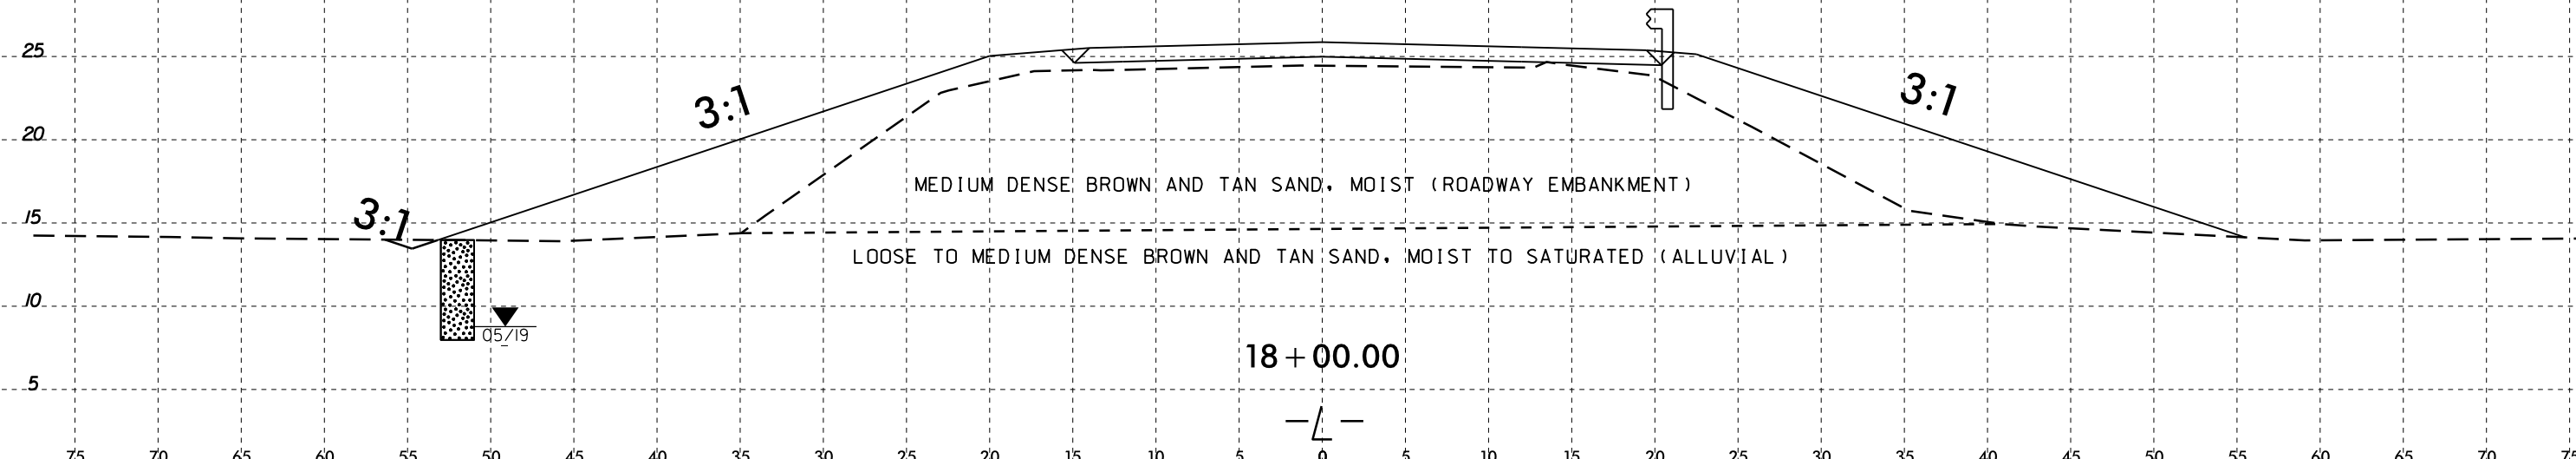 25
3:1
3:1
20
MEDIUM DENSE BROWN AND TAN SAND, MOIST (ROADWAY EMBANKMENT)
15
3:1
LOOSE TO MEDIUM DENSE BROWN AND TAN SAND, MOIST TO SATURATED (ALLUVIAL)
10
05/19
18+00.00
5
-L-
75 70 65 60 55 50 45 40 35 30 25 20 15 10 5 0 5 10 15 20 25 30 35 40 45 50 55 60 65 70 75